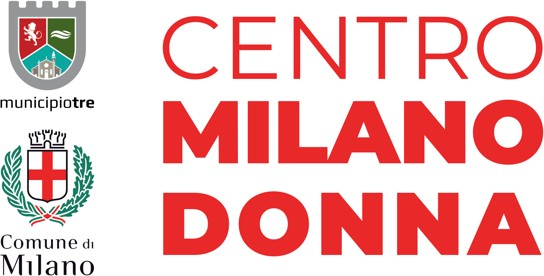 municipiotre
Comune di
Milano
CENTRO
MILANO
DONNA